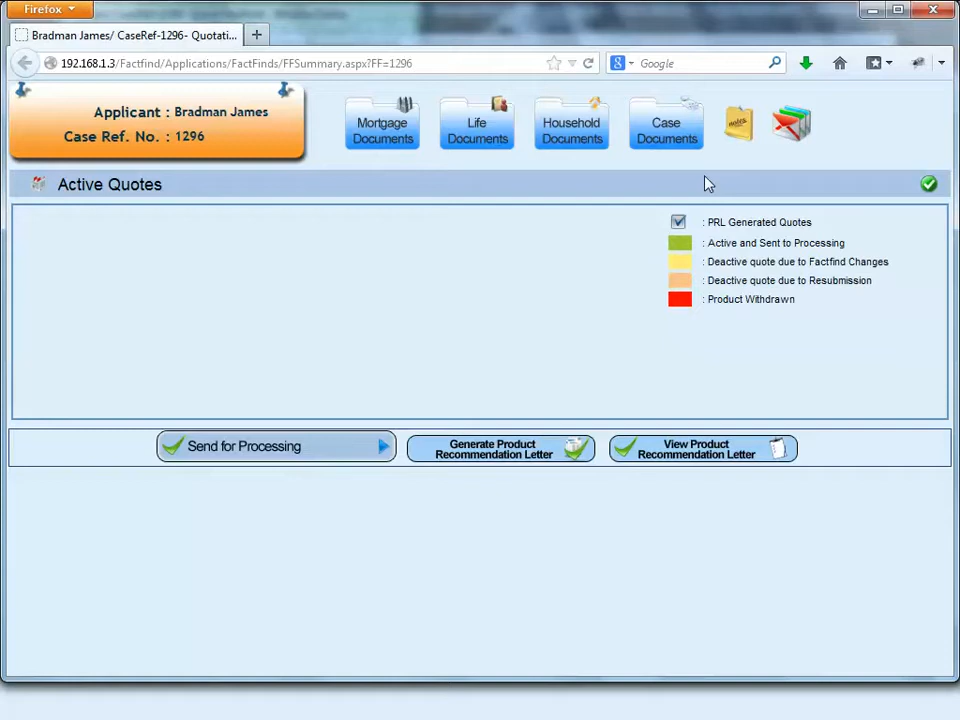 Firefox
Bradman James/ CaseRef-1296- Quotati...
192.168.1.3/Factfind/Applications/FactFinds/FFSummary.aspx?FF=1296
Google
Applicant : Bradman James
Case Ref. No. : 1296
Mortgage
Documents
Life
Documents
Household
Documents
Case
Documents
notes
Active Quotes
: PRL Generated Quotes
: Active and Sent to Processing
: Deactive quote due to Factfind Changes
: Deactive quote due to Resubmission
: Product Withdrawn
Send for Processing
Generate Product
Recommendation Letter
View Product
Recommendation Letter